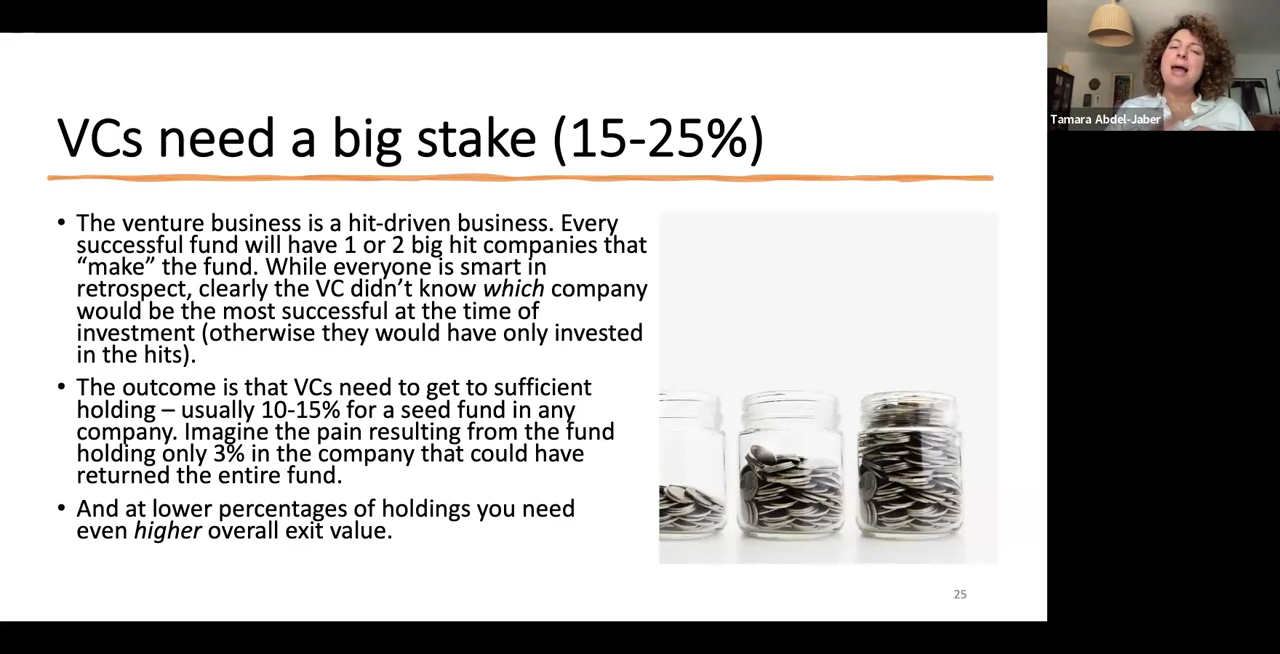 VCs need a big stake (15-25%)
• The venture business is a hit-driven business. Every
successful fund will have 1 or 2 big hit companies that
“make” the fund. While everyone is smart in
retrospect, clearly the VC didn’t know which company
would be the most successful at the time of
investment (otherwise they would have only invested
in the hits).
• The outcome is that VCs need to get to sufficient
holding – usually 10-15% for a seed fund in any
company. Imagine the pain resulting from the fund
holding only 3% in the company that could have
returned the entire fund.
• And at lower percentages of holdings you need
even higher overall exit value.
25
Tamara Abdel-Jaber